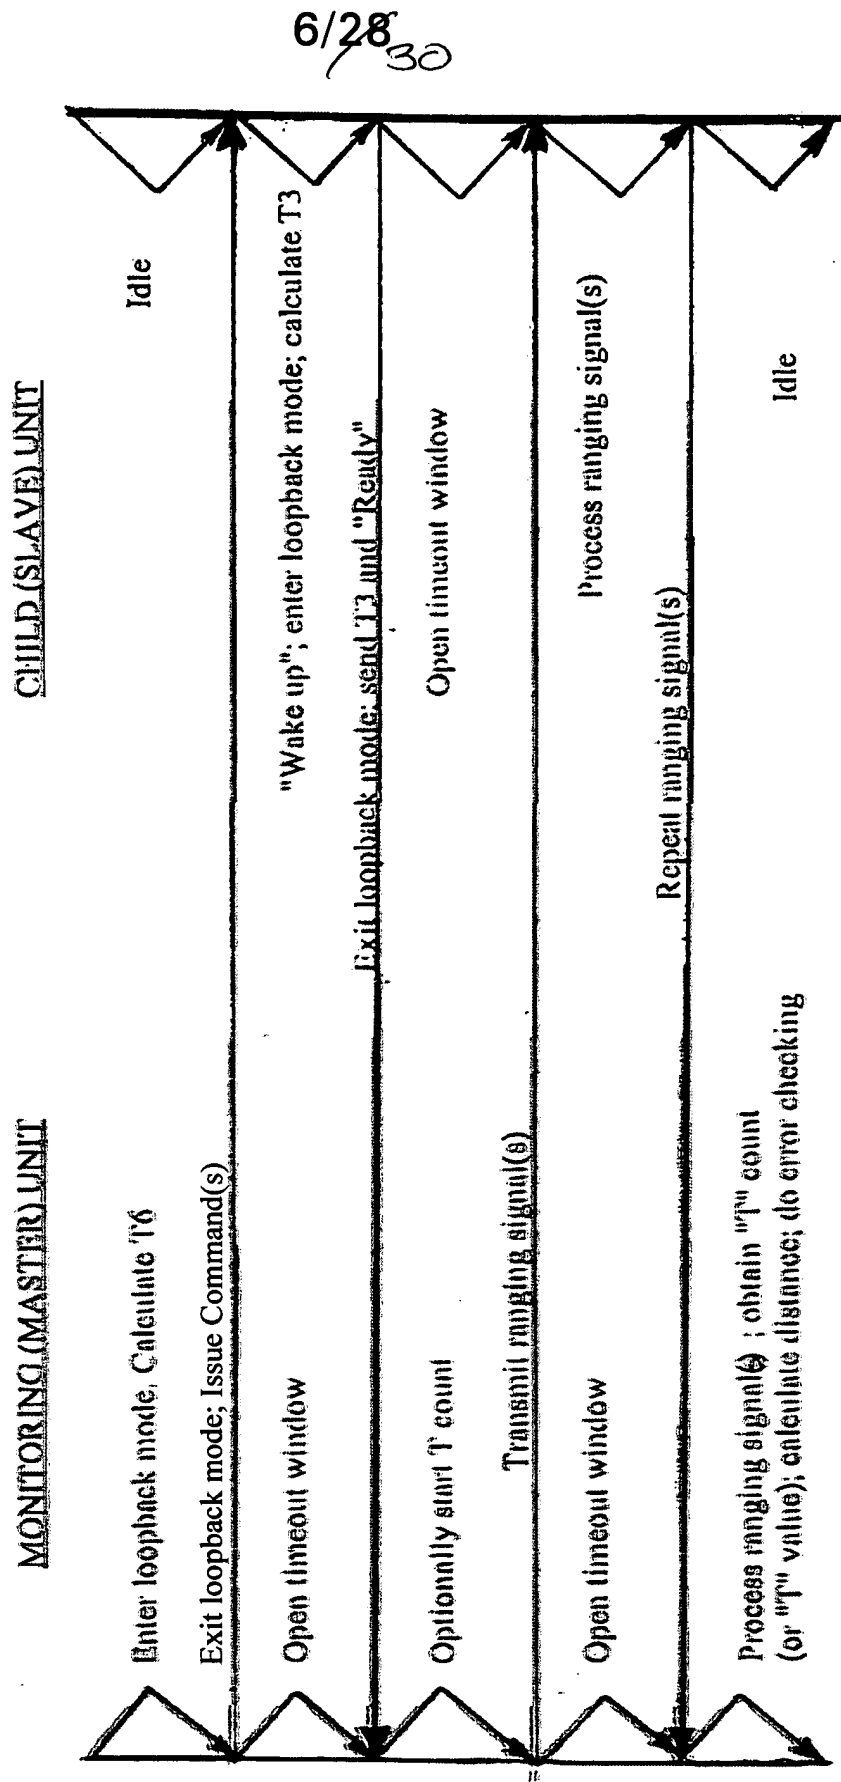 6/28
30
MONITORING (MASTER) UNIT
CHILD (SLAVE) UNIT
Enter loopback mode, Calculate T6
Idle
Exit loopback mode; Issue Command(s)
Open timeout window
"Wake up"; enter loopback mode; calculate T3
Exit loopback mode; send T3 and "Ready"
Optionally start T count
Open timeout window
Transmit ranging signal(s)
Open timeout window
Process ranging signal(s)
Repeat ranging signal(s)
Process ranging signal(s) ; obtain "T" count
(or "T" value); calculate distance; do error checking
Idle